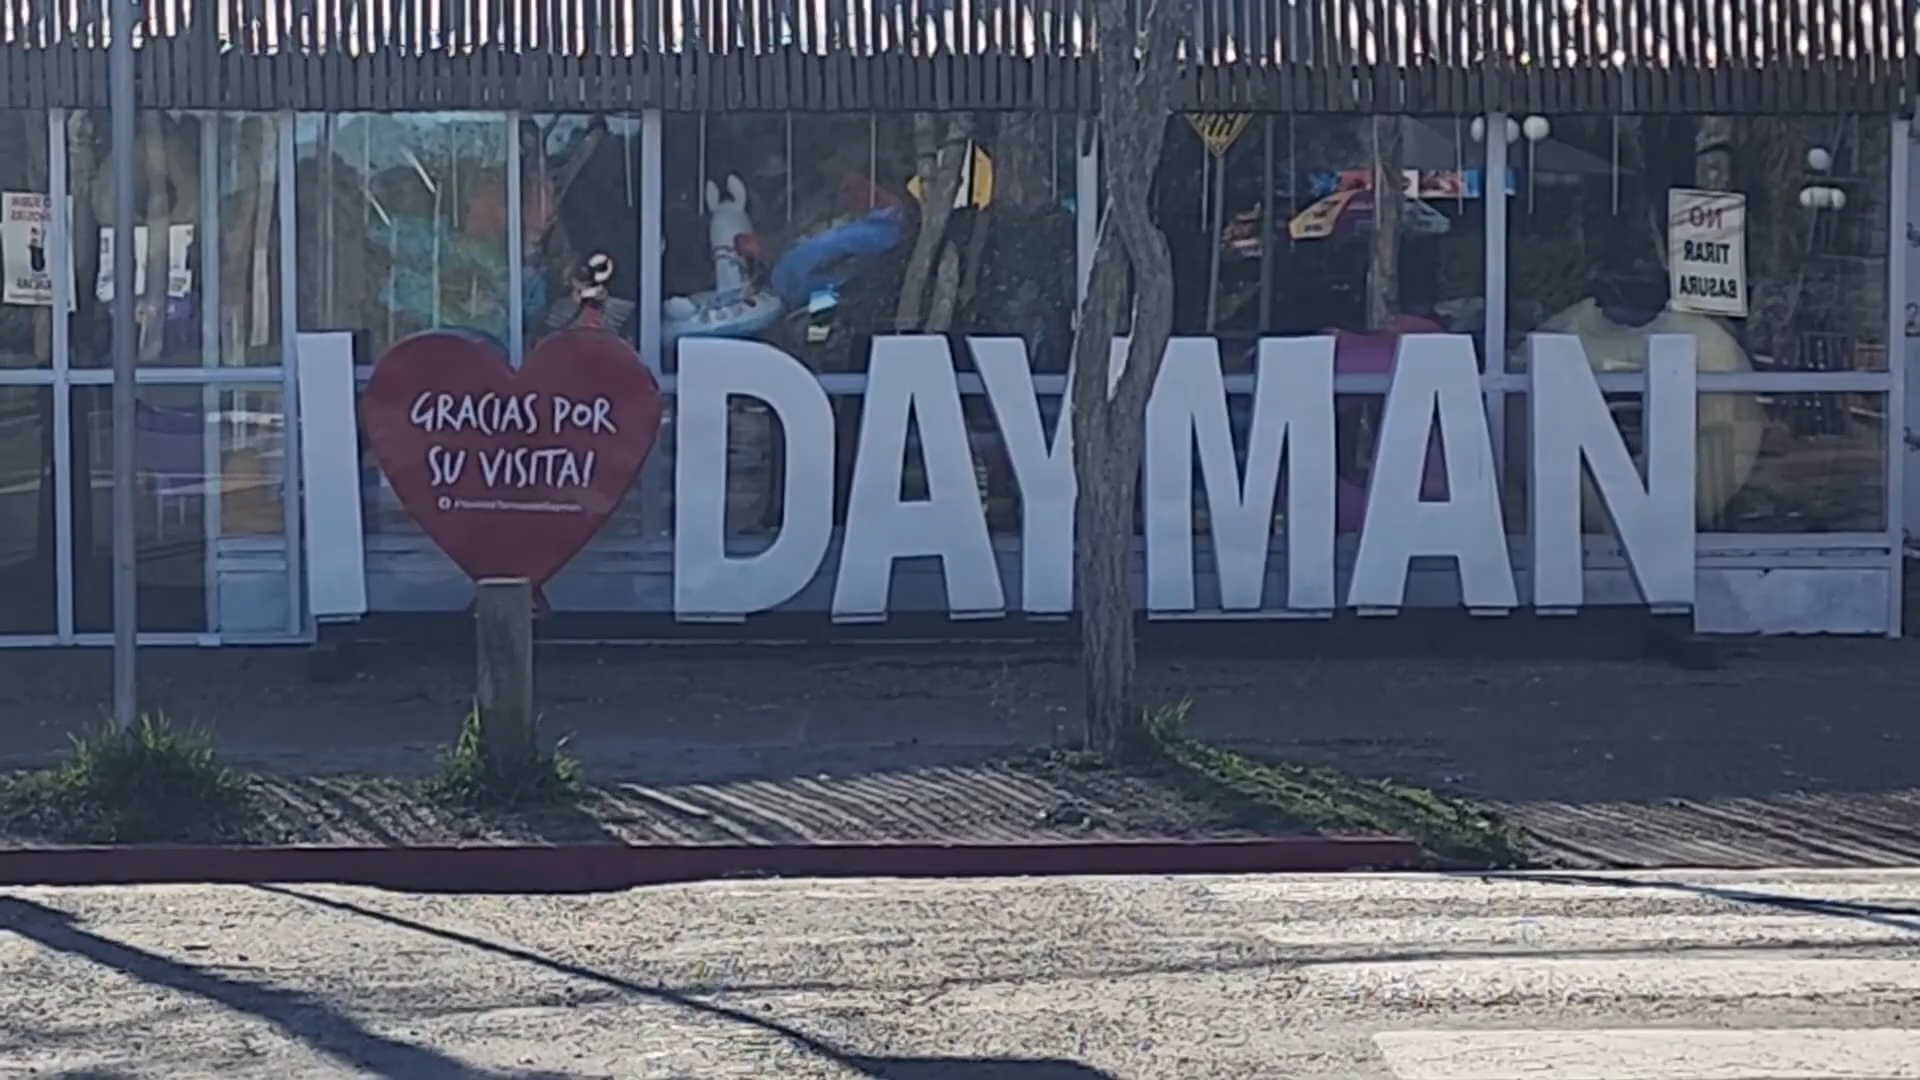 I DAYMAN
GRACIAS POR
SU VISITA!
NO
TIRAR
BASURA